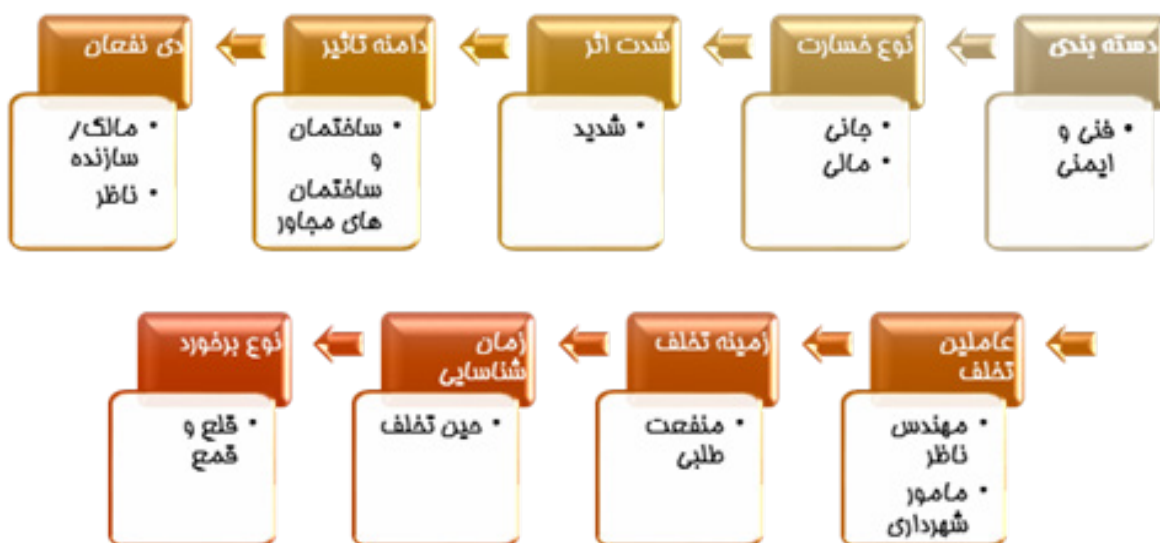 دسته بندی
• فنی و
ایمنی
نوع خسارت
• جانی
• مالی
شدت اثر
• شدید
دامنه تاثیر
• ساختمان
و
ساختمان
های مجاور
دی نفعان
• مالک/
سازنده
• ناظر
عاملین
تخلف
• مهندس
ناظر
• مامور
شهرداری
زمینه تخلف
• منفعت
طلبی
زمان
شناسایی
• حین تخلف
نوع برخورد
• قلع و
قمع